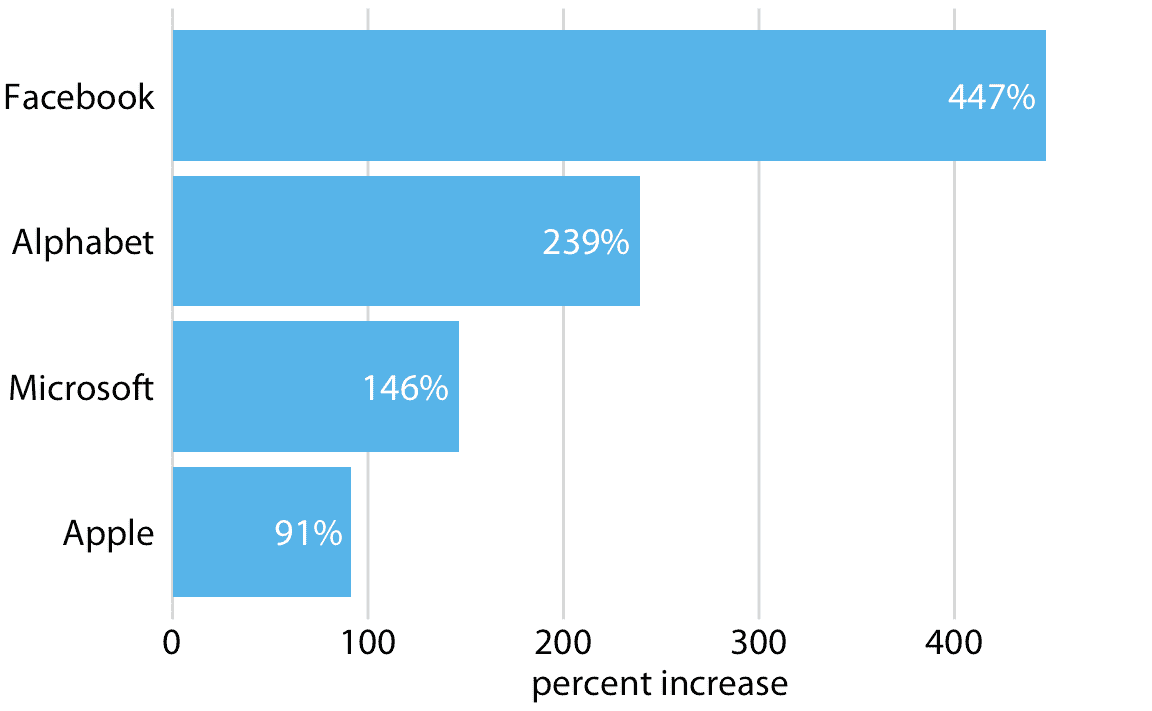 Facebook 447%
Alphabet 239%
Microsoft 146%
Apple 91%
0 100 200 300 400
percent increase